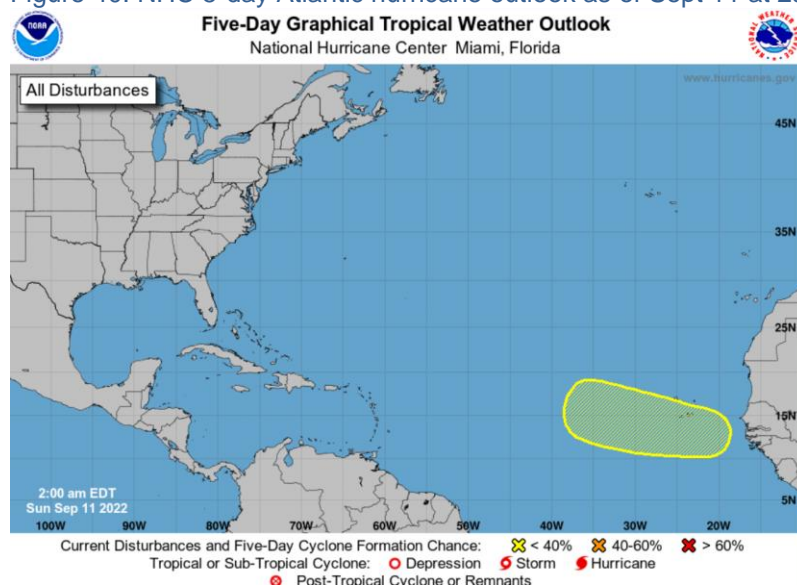 Five-Day Graphical Tropical Weather Outlook
National Hurricane Center Miami, Florida
NOAA
All Disturbances
www.hurricanes.gov
45N
35N
25N
15N
5N
2:00 am EDT
Sun Sep 11 2022
100W 90W 80W 70W 60W 50W 40W 30W 20W
Current Disturbances and Five-Day Cyclone Formation Chance: < 40% 40-60% > 60%
Tropical or Sub-Tropical Cyclone: Depression Storm Hurricane
Post-Tropical Cyclone or Remnants